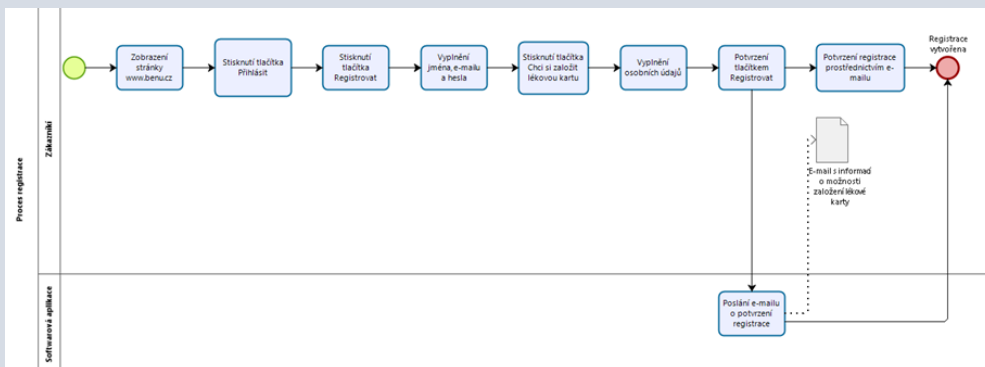 Proces registrace
Zákazníki
Zobrazení
stránky
www.benu.cz
Stisknutí tlačítka
Přihlásit
Stisknutí
tlačítka
Registrovat
Vyplnění
jména, e-mailu
a hesla
Stisknutí tlačítka
Chci si založit
lékovou kartu
Vyplnění
osobních údajů
Potvrzení
tlačítkem
Registrovat
Potvrzení registrace
prostřednictvím e-
mailu
Registrace
vytvořena
E-mail s informací
o možnosti
založení lékové
karty
Softwarová aplikace
Poslání e-mailu
o potvrzení
registrace